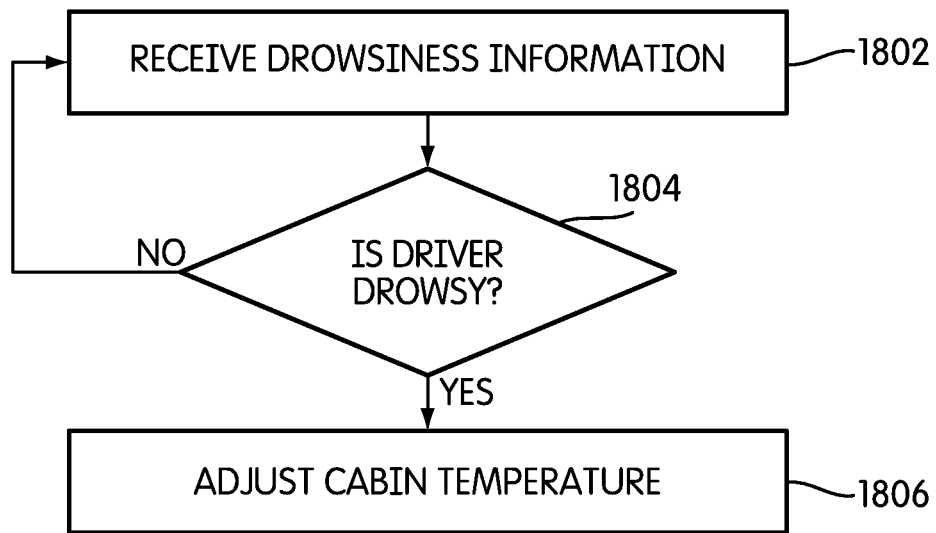 RECEIVE DROWSINESS INFORMATION
1802
1804
IS DRIVER
DROWSY?
NO
YES
ADJUST CABIN TEMPERATURE
1806